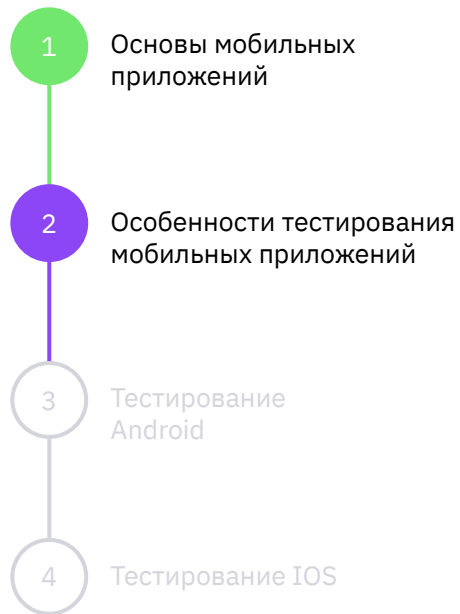 1
Основы мобильных
приложений
2
Особенности тестирования
мобильных приложений
3
Тестирование
Android
4
Тестирование IOS